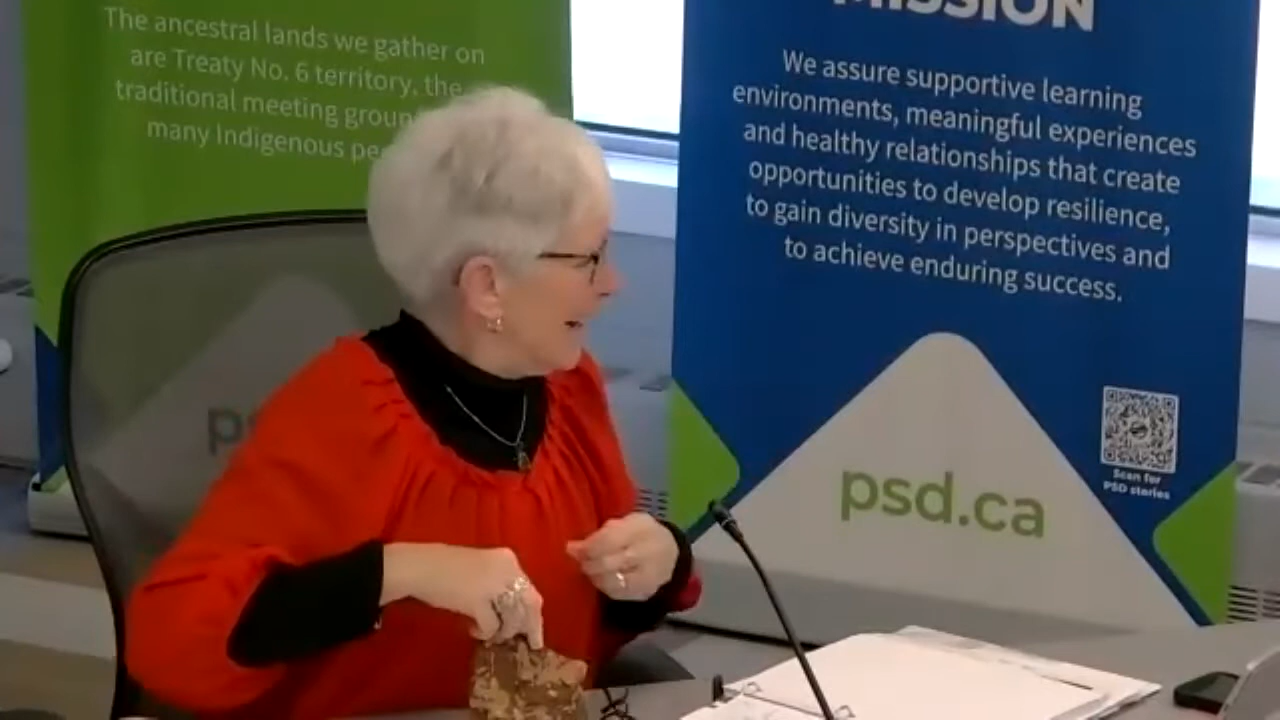 The ancestral lands we gather on
are Treaty No. 6 territory, the
traditional meeting
many Indigenous
MISSION
We assure supportive learning
environments, meaningful experiences
and healthy relationships that create
opportunities to develop resilience,
to gain diversity in perspectives and
to achieve enduring success.
Scan for
PSD stories
psd.ca
ps